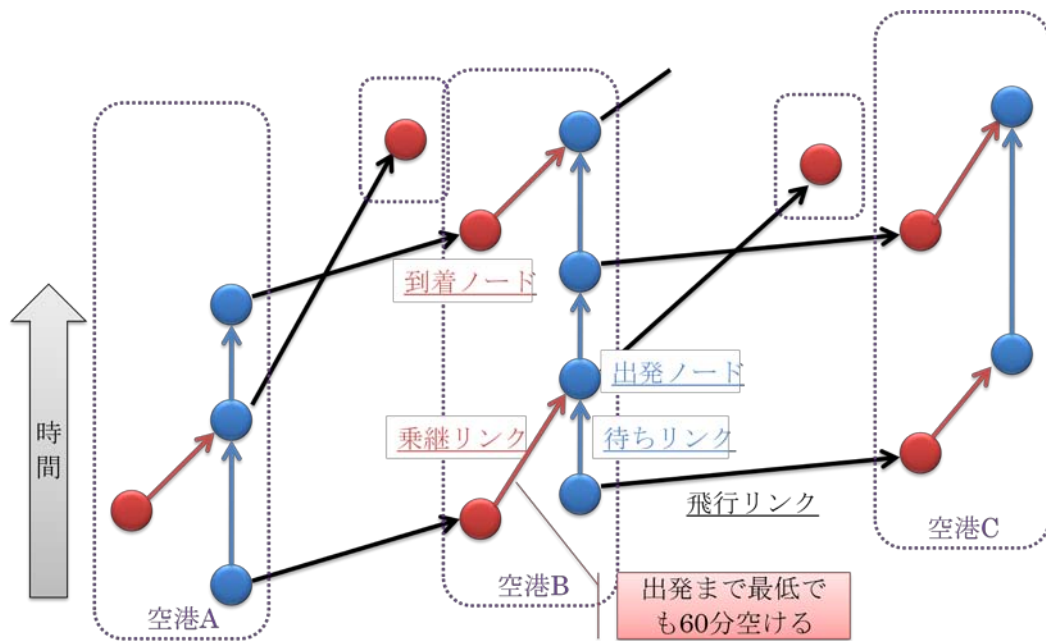 到着ノード
出発ノード
乗継リンク
待ちリンク
時
間
飛行リンク
空港C
空港B
空港A
出発まで最低で
も60分空ける